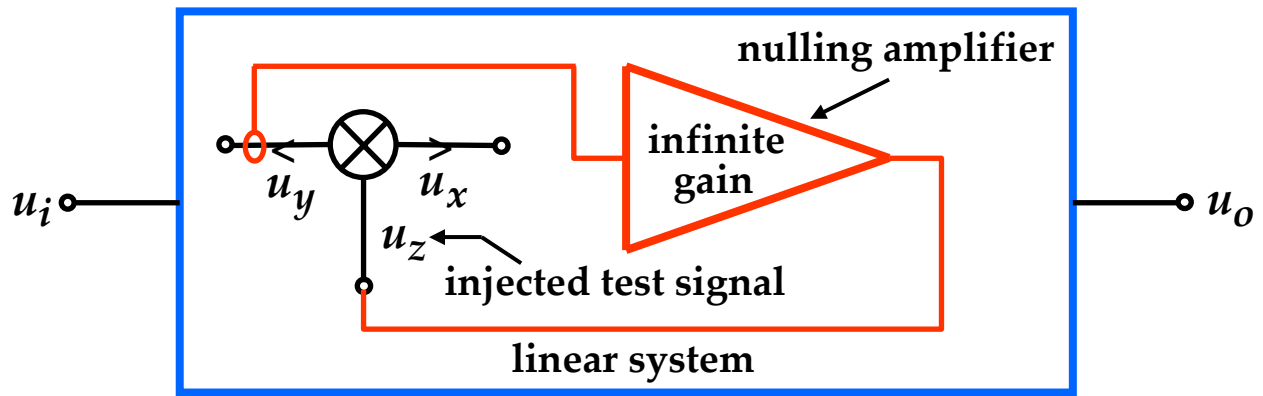 nulling amplifier
infinite
gain
u_y
u_x
u_i
u_o
u_z
injected test signal
linear system